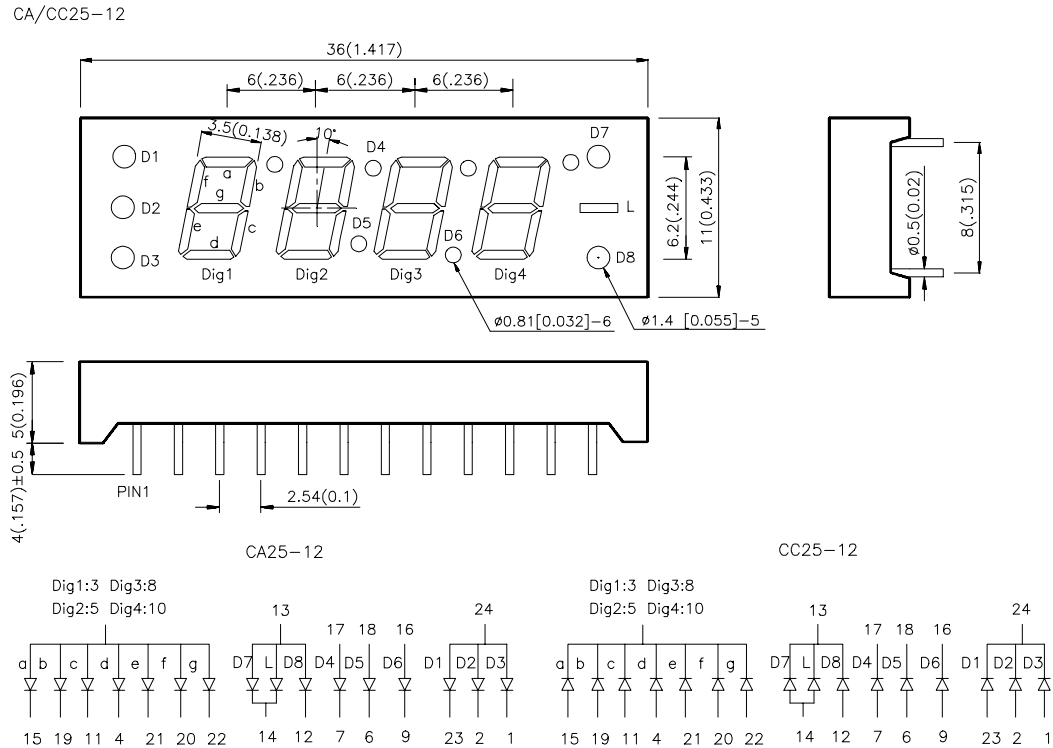 CA/CC25-12
36(1.417)
6(.236) 6(.236) 6(.236)
3.5(0.138) 10°
D1 D4 D7
f a b
g
D2 L
e c
D5
d D6
D3 D8
Dig1 Dig2 Dig3 Dig4
6.2(.244)
11(0.433)
ø0.5(0.02)
8(.315)
ø0.81[0.032]-6 ø1.4 [0.055]-5
4(.157)±0.5 5(0.196)
PIN1
2.54(0.1)
CA25-12 CC25-12
Dig1:3 Dig3:8 Dig1:3 Dig3:8
Dig2:5 Dig4:10 13 24 Dig2:5 Dig4:10 13 24
17 18 16 17 18 16
a b c d e f g D7 L D8 D4 D5 D6 D1 D2 D3 a b c d e f g D7 L D8 D4 D5 D6 D1 D2 D3
15 19 11 4 21 20 22 14 12 7 6 9 23 2 1 15 19 11 4 21 20 22 14 12 7 6 9 23 2 1